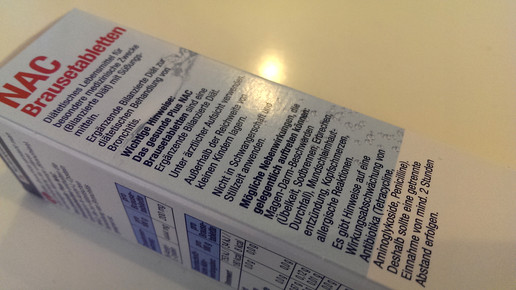 NAC
Brausetabletten
Diätetisches Lebensmittel für
besondere medizinische Zwecke
(Bilanzierte Diät) mit Süßungs-
mitteln.
Ergänzende Bilanzierte Diät zur
diätetischen Behandlung von
Bronchitis.
Wichtige Hinweise:
Das gesunde Plus NAC
Brausetabletten sind eine
Ergänzende Bilanzierte Diät.
Unter ärztlicher Aufsicht verwenden.
Außerhalb der Reichweite von
kleinen Kindern lagern.
Nicht in Schwangerschaft und
Stillzeit anwenden.
Mögliche Nebenwirkungen, die
gelegentlich auftreten können:
Magen-Darm-Beschwerden
(Übelkeit, Sodbrennen, Erbrechen,
Durchfall), Mundschleimhaut-
entzündung, Kopfschmerzen,
allergische Reaktionen.
Es gibt Hinweise auf eine
Wirkungsabschwächung von
Antibiotika (Tetracycline,
Aminoglykoside, Penicilline).
Deshalb sollte eine getrennte
Einnahme von mind. 2 Stunden
Abstand erfolgen.